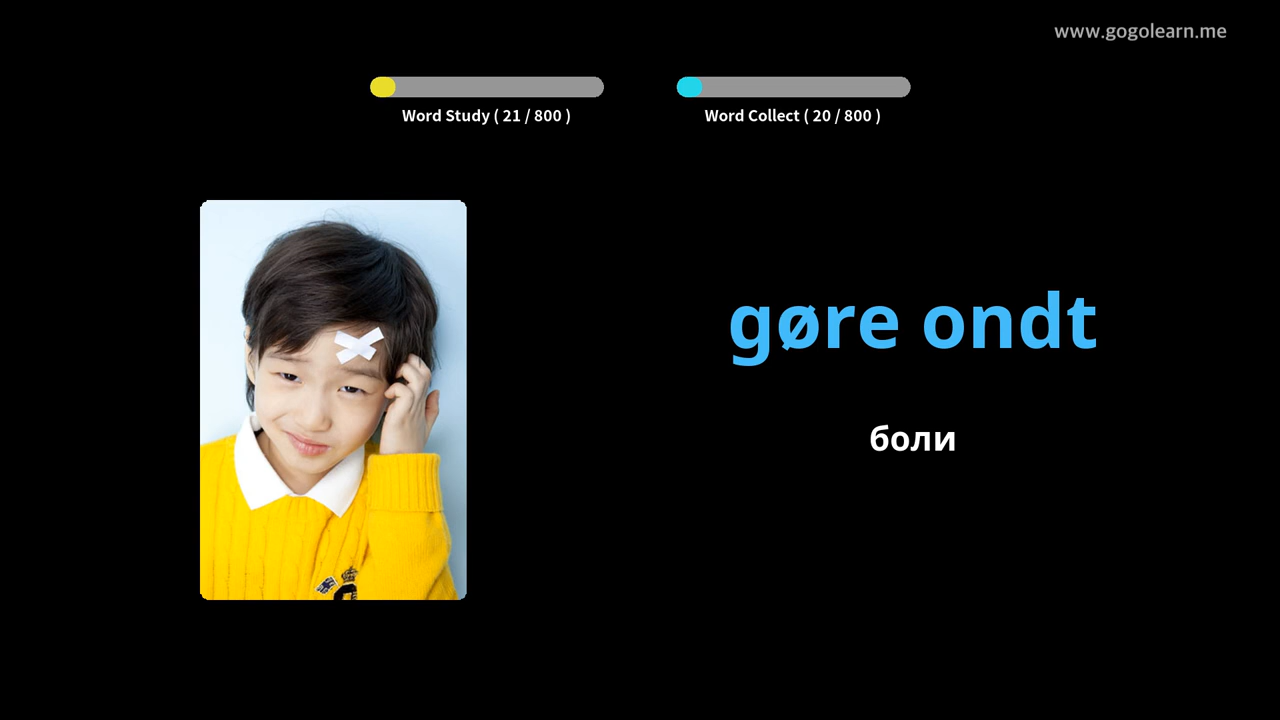 www.gogolearn.me
Word Study ( 21 / 800 )
Word Collect ( 20 / 800 )
gøre ondt
боли